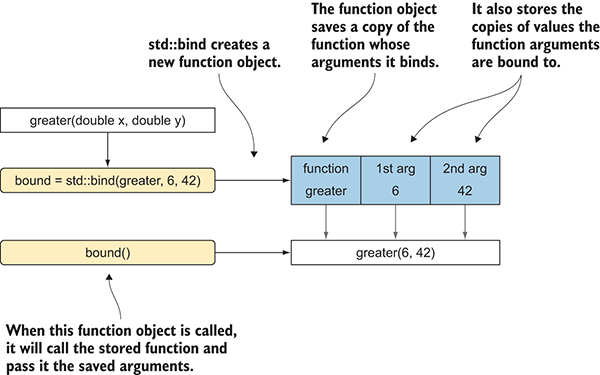 std::bind creates a
new function object.
The function object
saves a copy of the
function whose
arguments it binds.
It also stores the
copies of values the
function arguments
are bound to.
greater(double x, double y)
bound = std::bind(greater, 6, 42)
function
greater
1st arg
6
2nd arg
42
bound()
greater(6, 42)
When this function object is called,
it will call the stored function and
pass it the saved arguments.